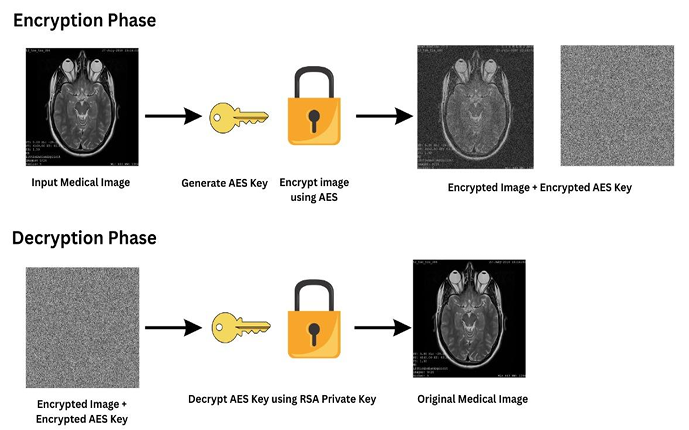 Encryption Phase
Input Medical Image
Generate AES Key
Encrypt image
using AES
Encrypted Image + Encrypted AES Key
Decryption Phase
Encrypted Image +
Encrypted AES Key
Decrypt AES Key using RSA Private Key
Original Medical Image